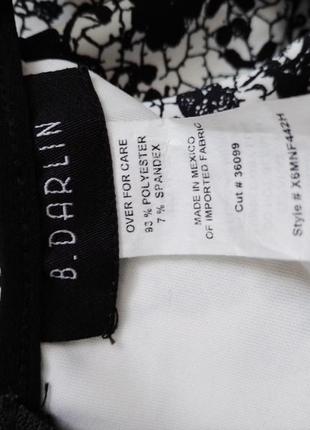 B. DARLIN
OVER FOR CARE
93 % POLYESTER
7 % SPANDEX
MADE IN MEXICO
OF IMPORTED FABRIC
Cut # 36099
Style # X6MNF442H